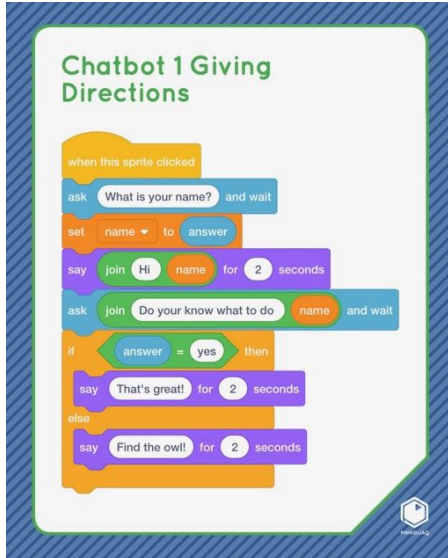 Chatbot 1 Giving
Directions
when this sprite clicked
ask What is your name? and wait
set name to answer
say join Hi name for 2 seconds
ask join Do your know what to do name and wait
if answer = yes then
say That's great! for 2 seconds
else
say Find the owl! for 2 seconds